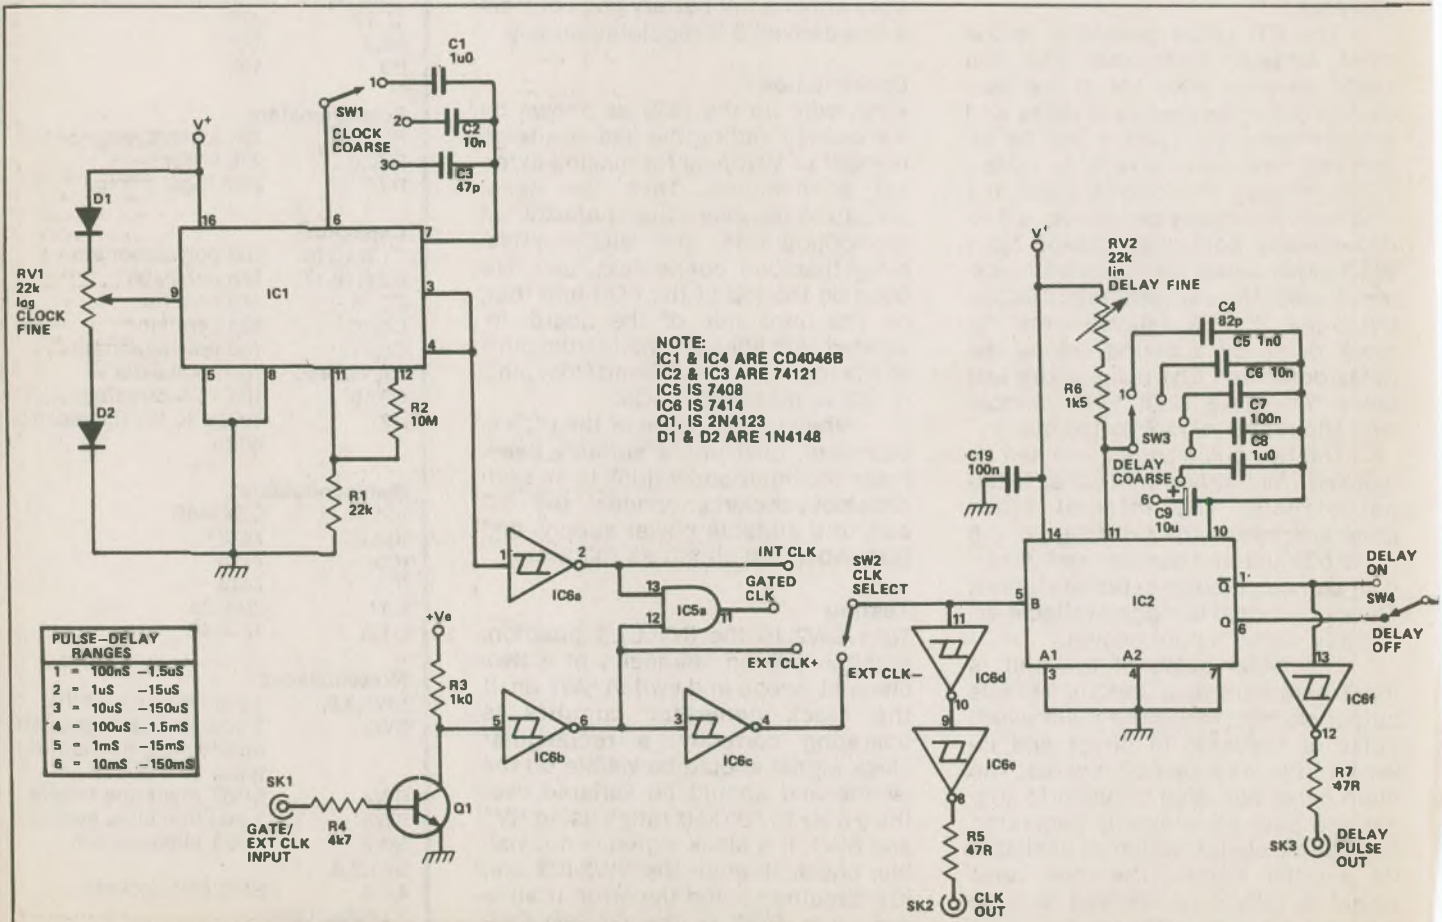 C1
1u0
1
SW1
CLOCK
COARSE
2
C2
10n
3
C3
47p
V+
D1
16
6
7
RV1
22k
log
CLOCK
FINE
9
IC1
3
4
5
8
11
12
D2
R2
10M
R1
22k
NOTE:
IC1 & IC4 ARE CD4046B
IC2 & IC3 ARE 74121
IC5 IS 7408
IC6 IS 7414
Q1, IS 2N4123
D1 & D2 ARE 1N4148
V+
RV2
22k
lin
DELAY FINE
C4
82p
C5 1n0
C6 10n
C7
100n
C8
1u0
R6
1k5
1
SW3
DELAY
COARSE
6
+
C9
10u
C19
100n
14
11
10
5
B
IC2
Q
1
Q
6
A1
A2
3
4
7
DELAY
ON
SW4
DELAY
OFF
1
2
IC6a
INT CLK
GATED
CLK
13
12
IC5a
11
EXT CLK+
SW2
CLK
SELECT
EXT CLK–
11
IC6d
10
9
IC6e
8
R5
47R
SK2
CLK
OUT
13
IC6f
12
R7
47R
SK3
DELAY
PULSE
OUT
PULSE–DELAY
RANGES
1 = 100nS –1.5uS
2 = 1uS –15uS
3 = 10uS –150uS
4 = 100uS –1.5mS
5 = 1mS –15mS
6 = 10mS –150mS
+Ve
R3
1k0
5
6
IC6b
3
4
IC6c
SK1
GATE/
EXT CLK
INPUT
R4
4k7
Q1